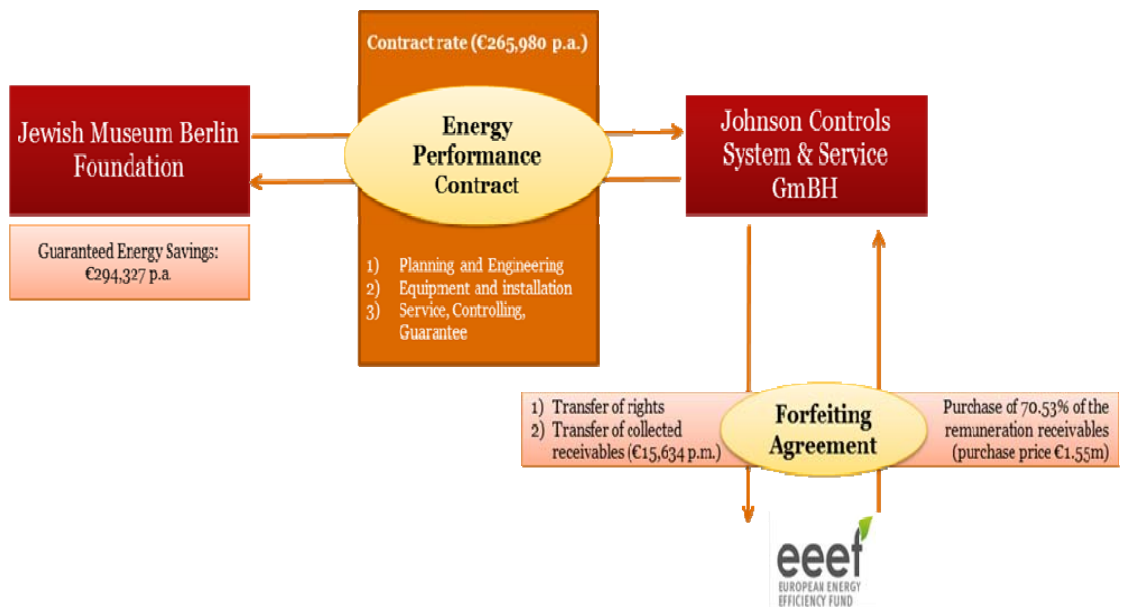 Contract rate (€265,980 p.a.)
Jewish Museum Berlin
Foundation
Energy
Performance
Contract
Johnson Controls
System & Service
GmBH
Guaranteed Energy Savings:
€294,327 p.a
1) Planning and Engineering
2) Equipment and installation
3) Service, Controlling,
Guarantee
1) Transfer of rights
2) Transfer of collected
receivables (€15,634 p.m.)
Forfeiting
Agreement
Purchase of 70.53% of the
remuneration receivables
(purchase price €1.55m)
eeef
EUROPEAN ENERGY
EFFICIENCY FUND